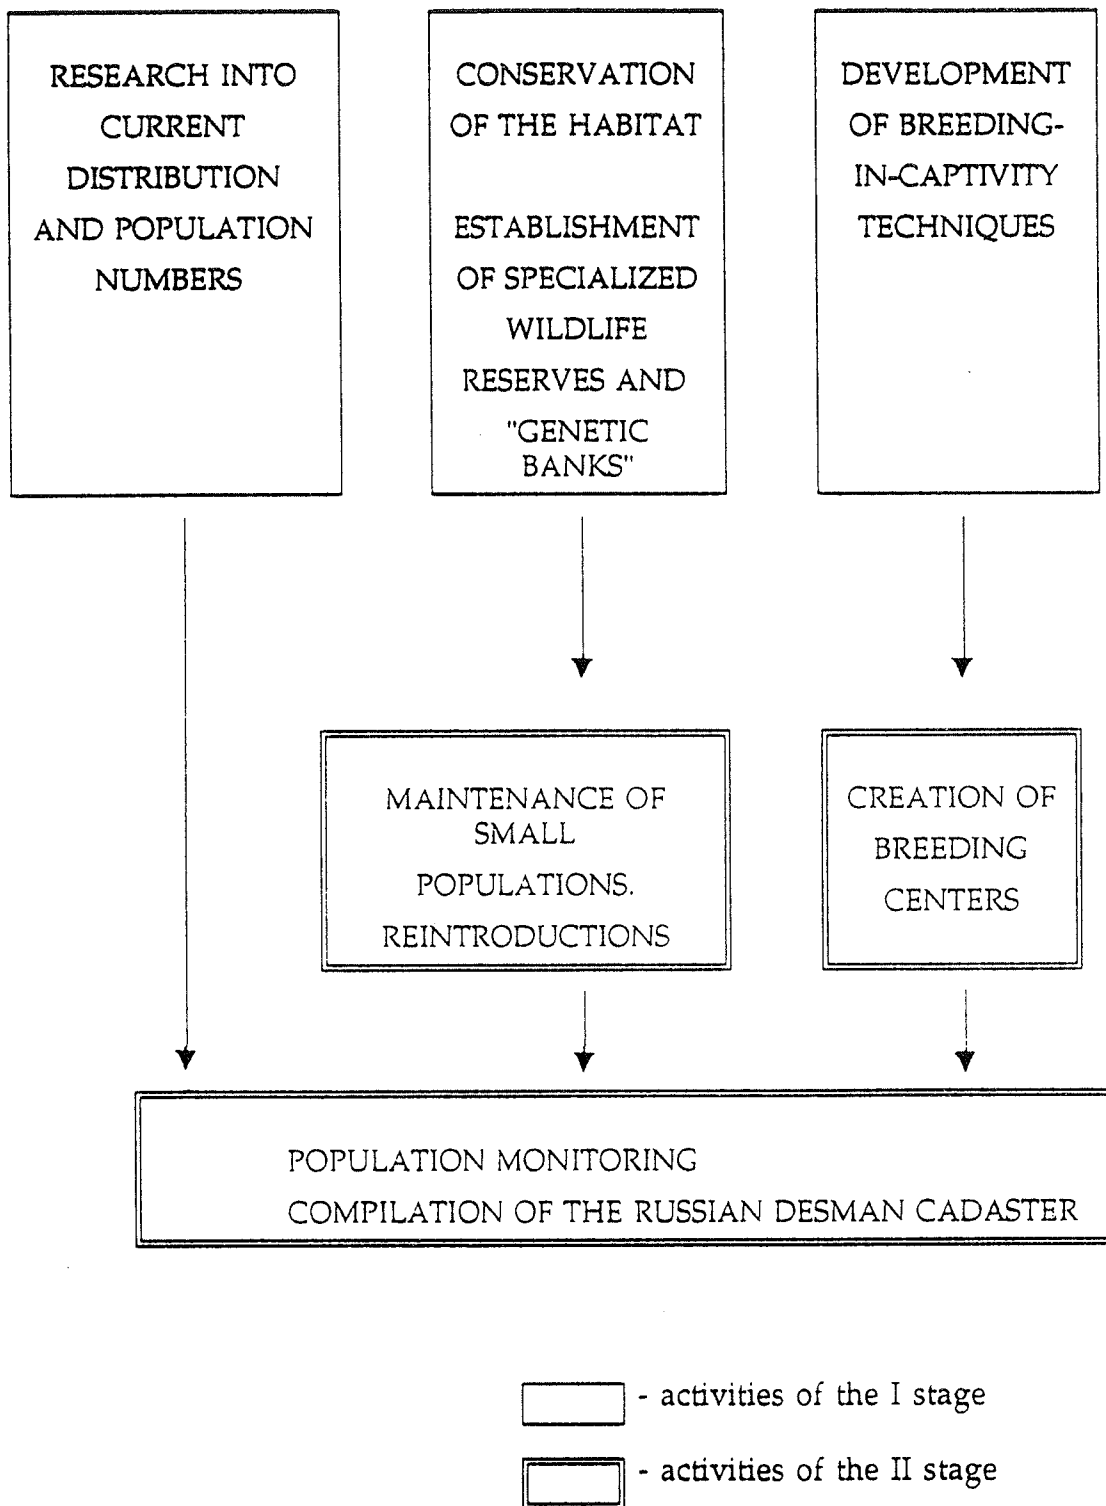 RESEARCH INTO
CURRENT
DISTRIBUTION
AND POPULATION
NUMBERS
CONSERVATION
OF THE HABITAT
ESTABLISHMENT
OF SPECIALIZED
WILDLIFE
RESERVES AND
"GENETIC
BANKS"
DEVELOPMENT
OF BREEDING-
IN-CAPTIVITY
TECHNIQUES
MAINTENANCE OF
SMALL
POPULATIONS.
REINTRODUCTIONS
CREATION OF
BREEDING
CENTERS
POPULATION MONITORING
COMPILATION OF THE RUSSIAN DESMAN CADASTER
- activities of the I stage
- activities of the II stage